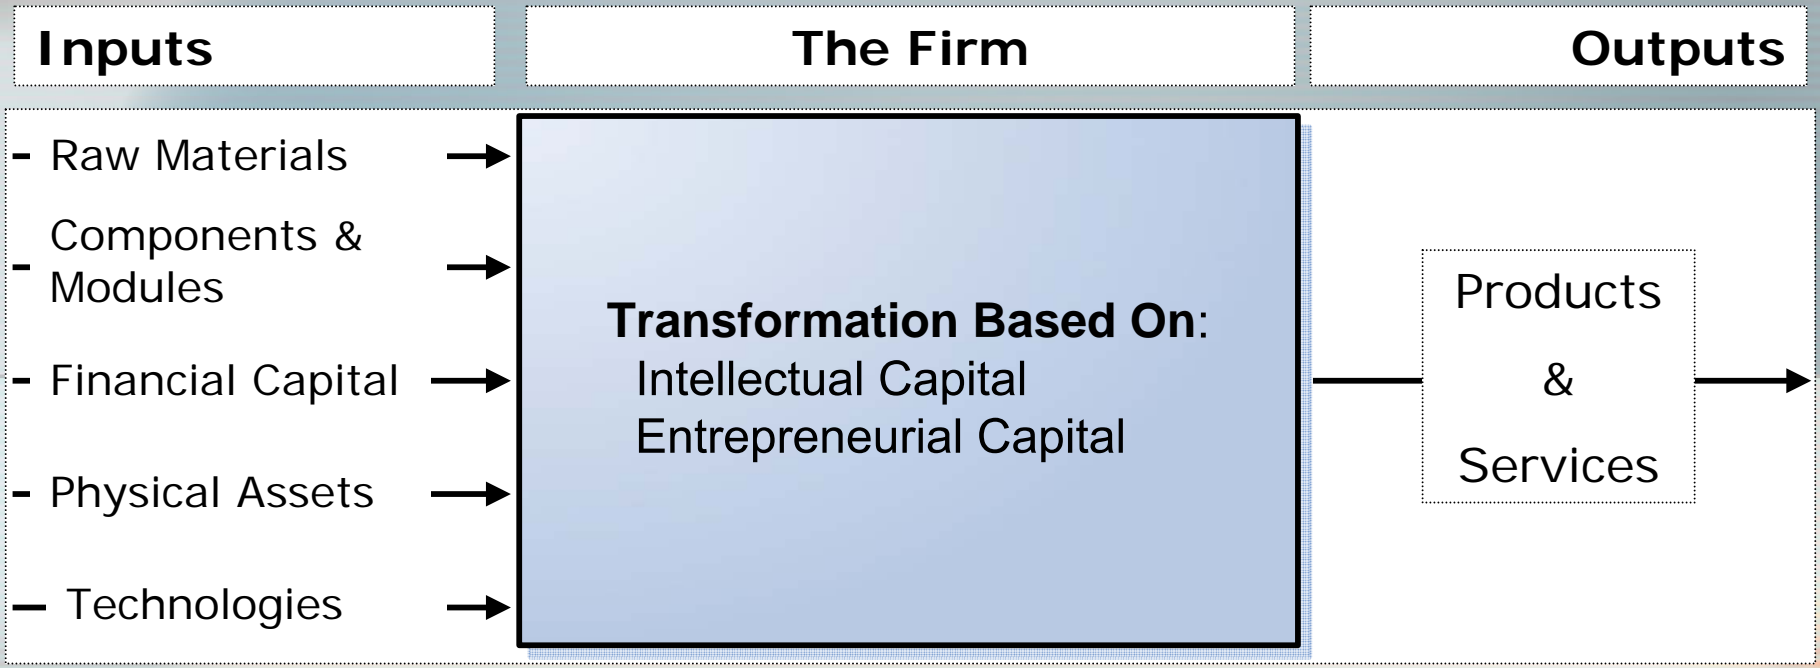 Inputs
The Firm
Outputs
- Raw Materials
- Components &
Modules
- Financial Capital
- Physical Assets
- Technologies
Transformation Based On:
Intellectual Capital
Entrepreneurial Capital
Products
&
Services